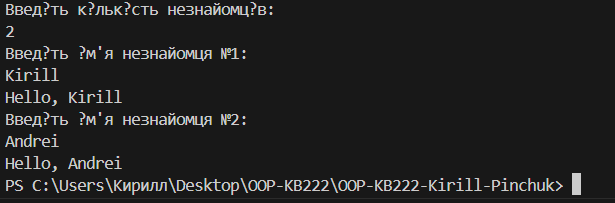 Введ?ть к?льк?сть незнайомц?в:
2
Введ?ть ?м'я незнайомця №1:
Kirill
Hello, Kirill
Введ?ть ?м'я незнайомця №2:
Andrei
Hello, Andrei
PS C:\Users\Кирилл\Desktop\OOP-KB222\OOP-KB222-Kirill-Pinchuk>